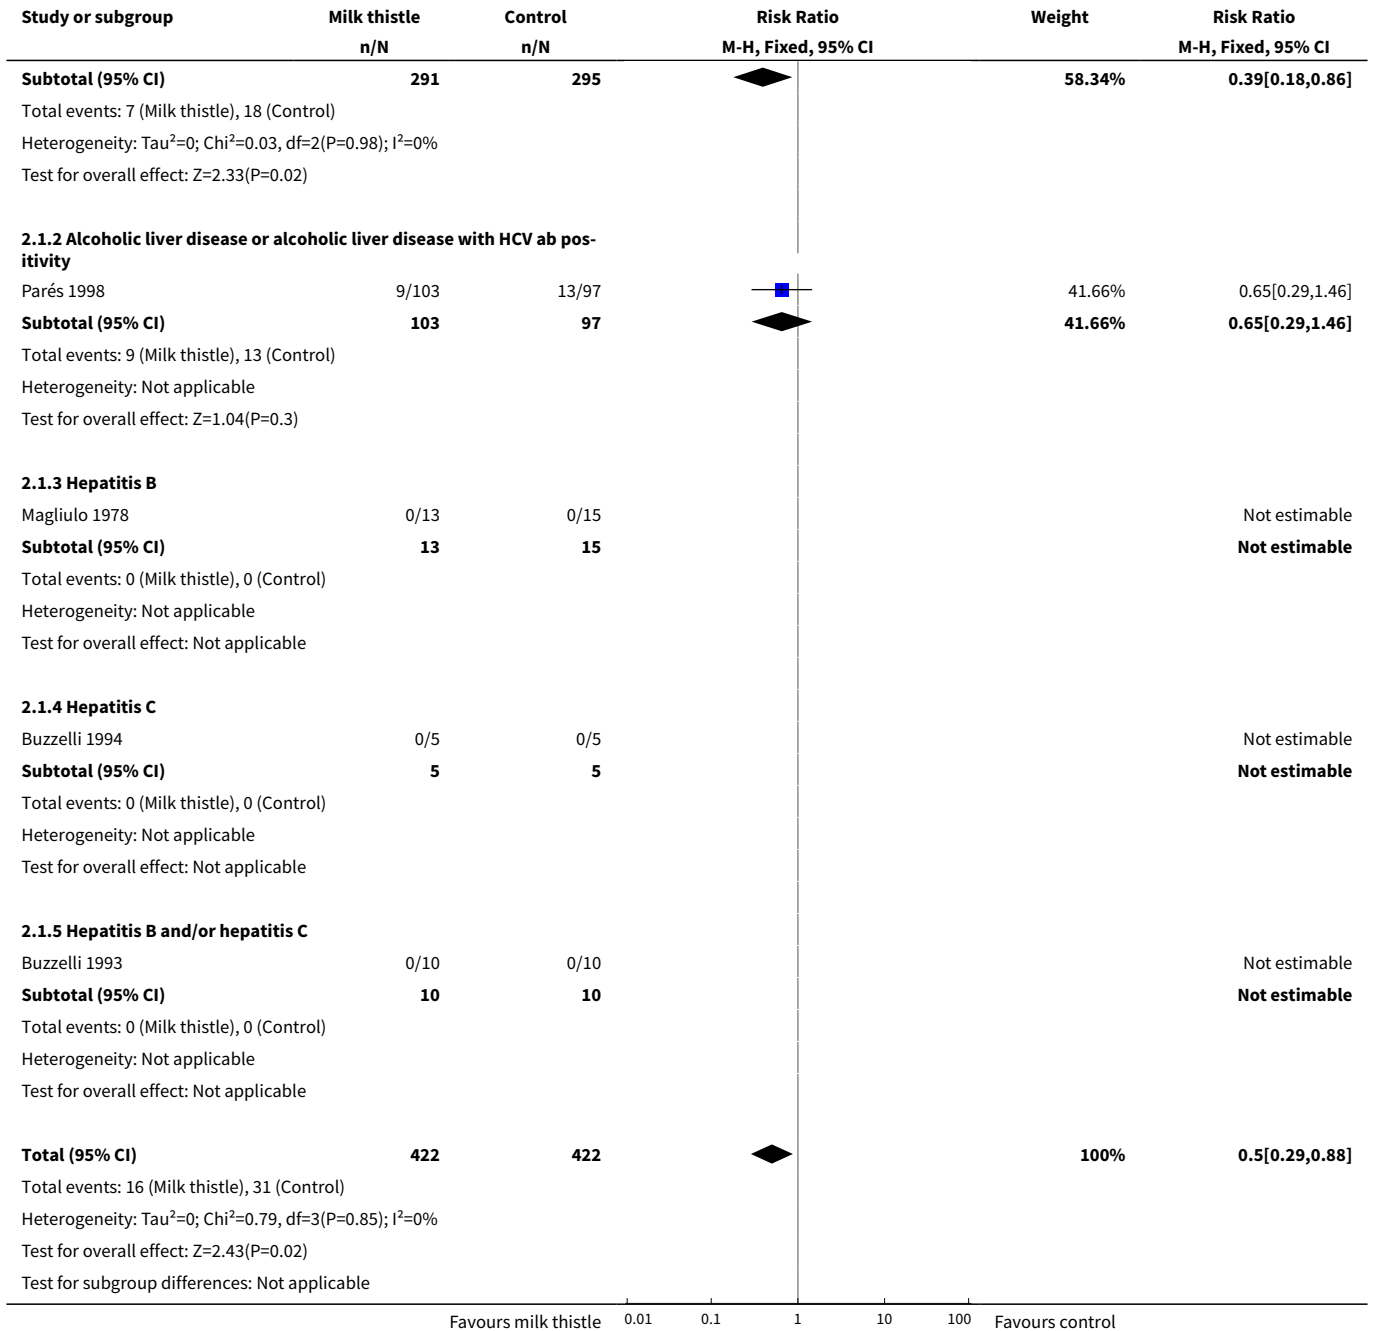 Study or subgroup Milk thistle Control Risk Ratio Weight Risk Ratio
n/N n/N M-H, Fixed, 95% CI M-H, Fixed, 95% CI
Subtotal (95% CI) 291 295 58.34% 0.39[0.18,0.86]
Total events: 7 (Milk thistle), 18 (Control)
Heterogeneity: Tau²=0; Chi²=0.03, df=2(P=0.98); I²=0%
Test for overall effect: Z=2.33(P=0.02)
2.1.2 Alcoholic liver disease or alcoholic liver disease with HCV ab pos-
itivity
Parés 1998 9/103 13/97 41.66% 0.65[0.29,1.46]
Subtotal (95% CI) 103 97 41.66% 0.65[0.29,1.46]
Total events: 9 (Milk thistle), 13 (Control)
Heterogeneity: Not applicable
Test for overall effect: Z=1.04(P=0.3)
2.1.3 Hepatitis B
Magliulo 1978 0/13 0/15 Not estimable
Subtotal (95% CI) 13 15 Not estimable
Total events: 0 (Milk thistle), 0 (Control)
Heterogeneity: Not applicable
Test for overall effect: Not applicable
2.1.4 Hepatitis C
Buzzelli 1994 0/5 0/5 Not estimable
Subtotal (95% CI) 5 5 Not estimable
Total events: 0 (Milk thistle), 0 (Control)
Heterogeneity: Not applicable
Test for overall effect: Not applicable
2.1.5 Hepatitis B and/or hepatitis C
Buzzelli 1993 0/10 0/10 Not estimable
Subtotal (95% CI) 10 10 Not estimable
Total events: 0 (Milk thistle), 0 (Control)
Heterogeneity: Not applicable
Test for overall effect: Not applicable
Total (95% CI) 422 422 100% 0.5[0.29,0.88]
Total events: 16 (Milk thistle), 31 (Control)
Heterogeneity: Tau²=0; Chi²=0.79, df=3(P=0.85); I²=0%
Test for overall effect: Z=2.43(P=0.02)
Test for subgroup differences: Not applicable
Favours milk thistle 0.01 0.1 1 10 100 Favours control